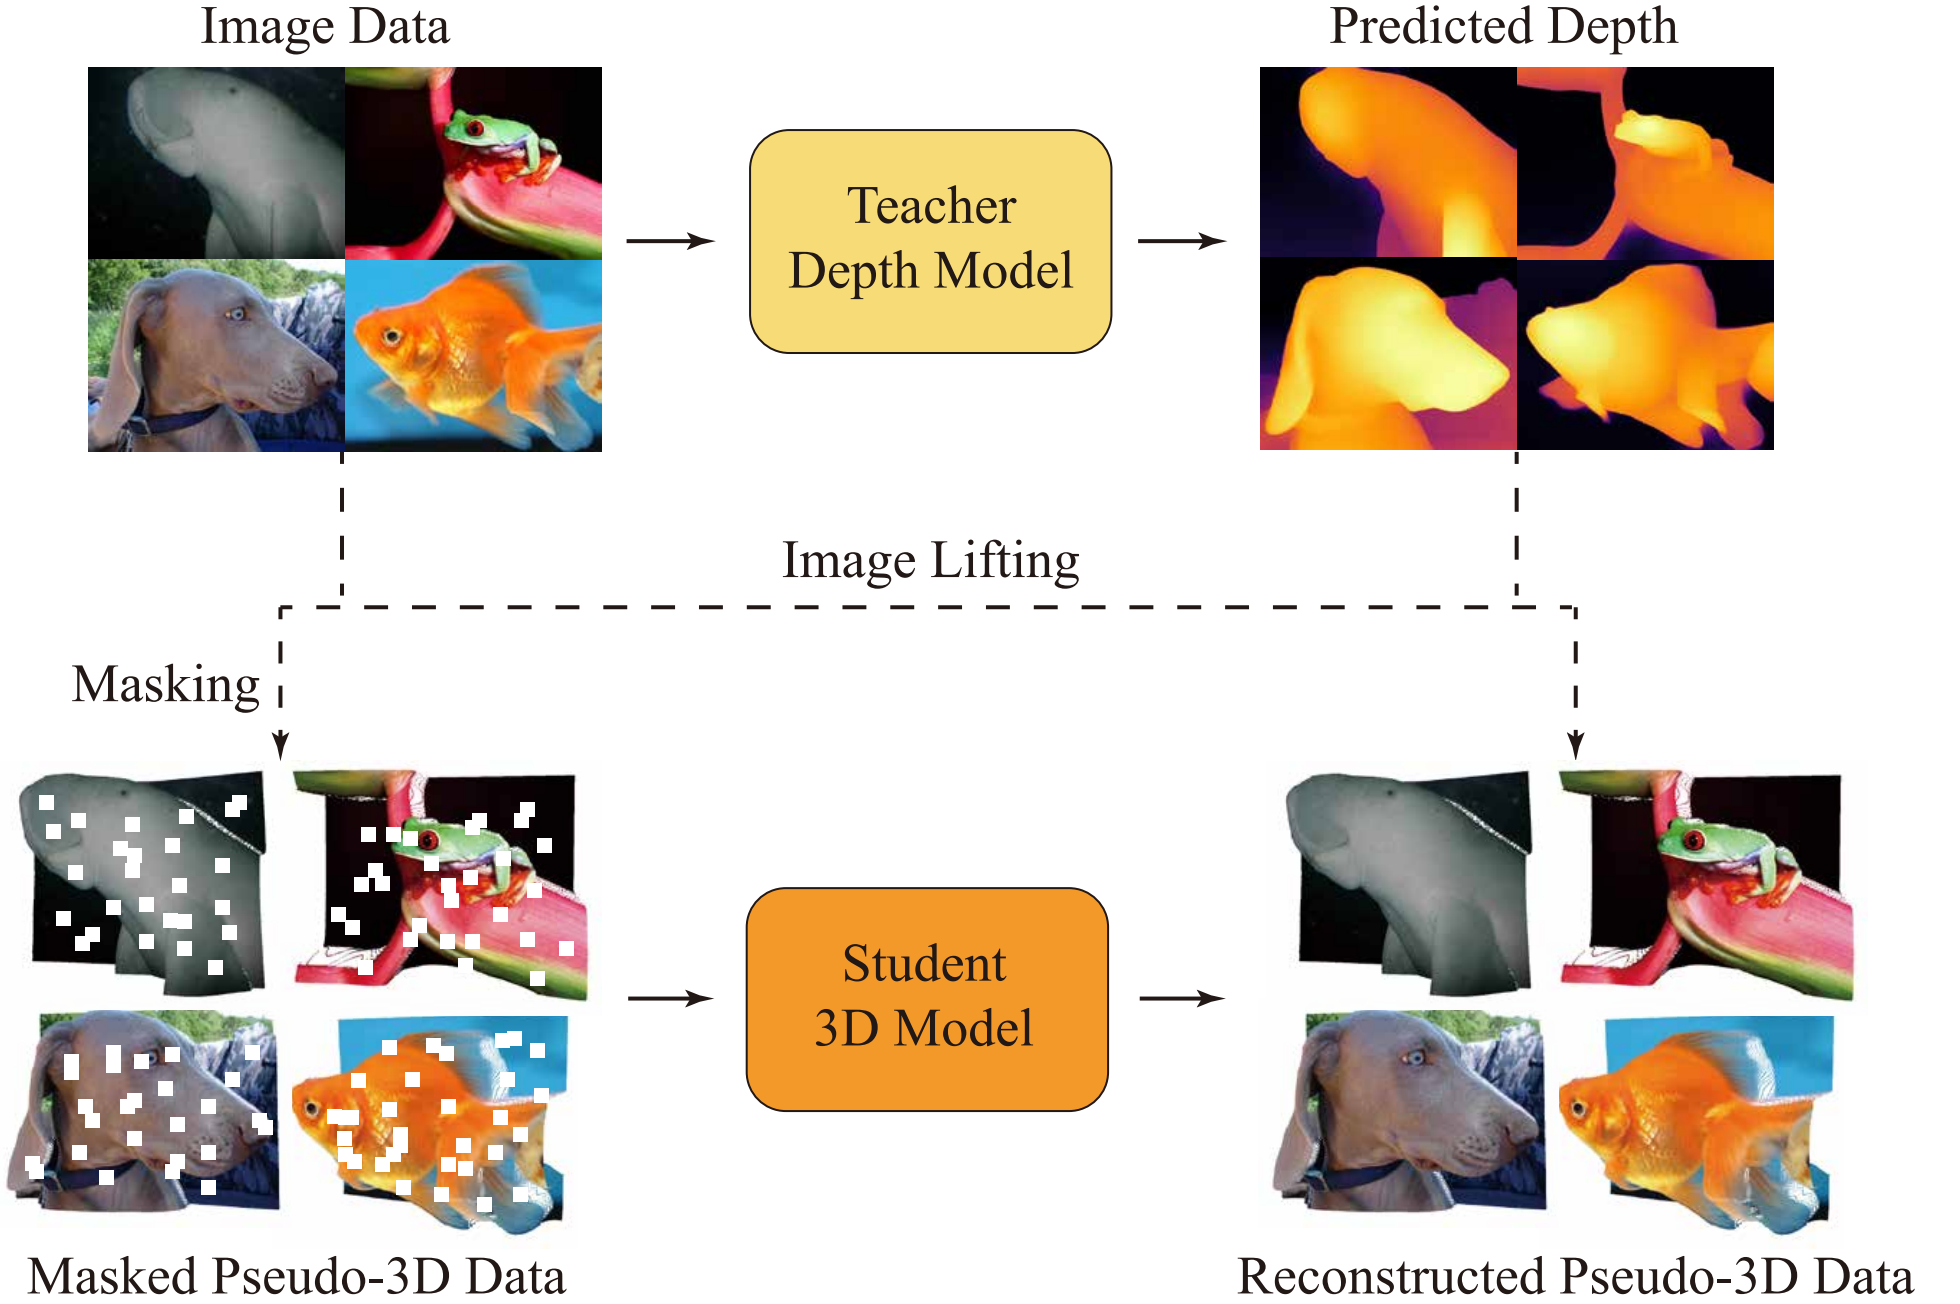 Image Data
Predicted Depth
Teacher
Depth Model
Image Lifting
Masking
Student
3D Model
Masked Pseudo-3D Data
Reconstructed Pseudo-3D Data